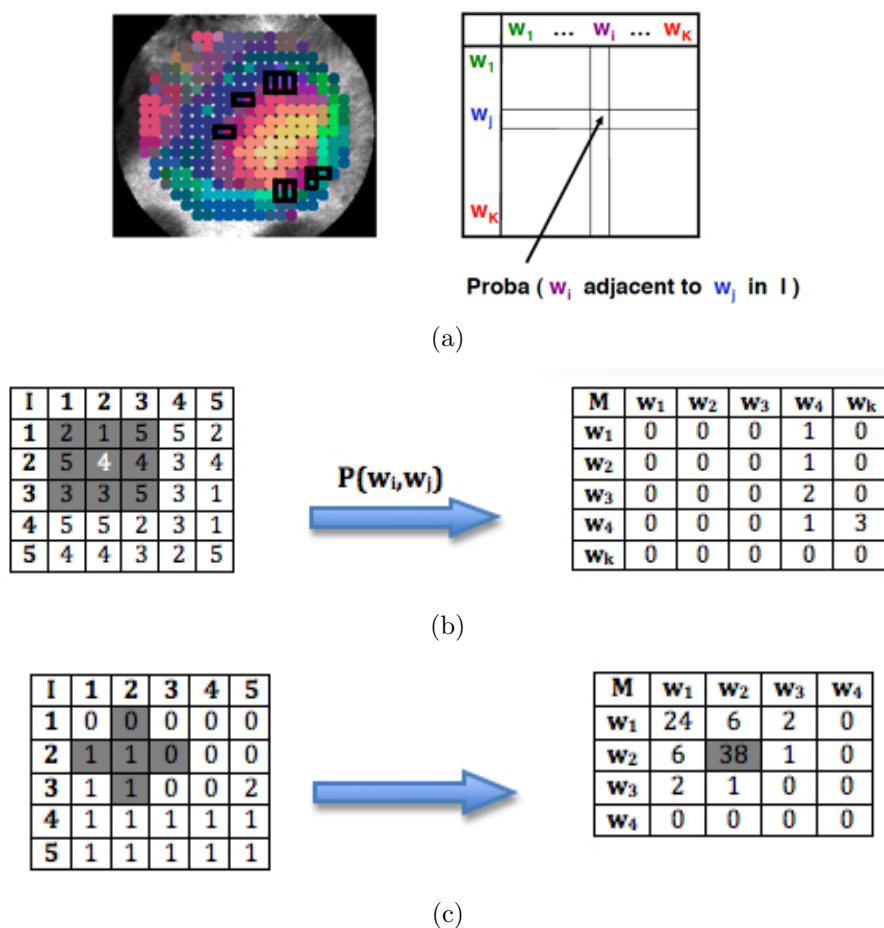 w1 ... wi ... wK
w1
wj
wK
Proba ( wi adjacent to wj in I )
(a)
I 1 2 3 4 5
1 2 1 5 5 2
2 5 4 4 3 4
3 3 3 5 3 1
4 5 5 2 3 1
5 4 4 3 2 5
P(wi,wj)
M w1 w2 w3 w4 wk
w1 0 0 0 1 0
w2 0 0 0 1 0
w3 0 0 0 2 0
w4 0 0 0 1 3
wk 0 0 0 0 0
(b)
I 1 2 3 4 5
1 0 0 0 0 0
2 1 1 0 0 0
3 1 1 0 0 2
4 1 1 1 1 1
5 1 1 1 1 1
M w1 w2 w3 w4
w1 24 6 2 0
w2 6 38 1 0
w3 2 1 0 0
w4 0 0 0 0
(c)